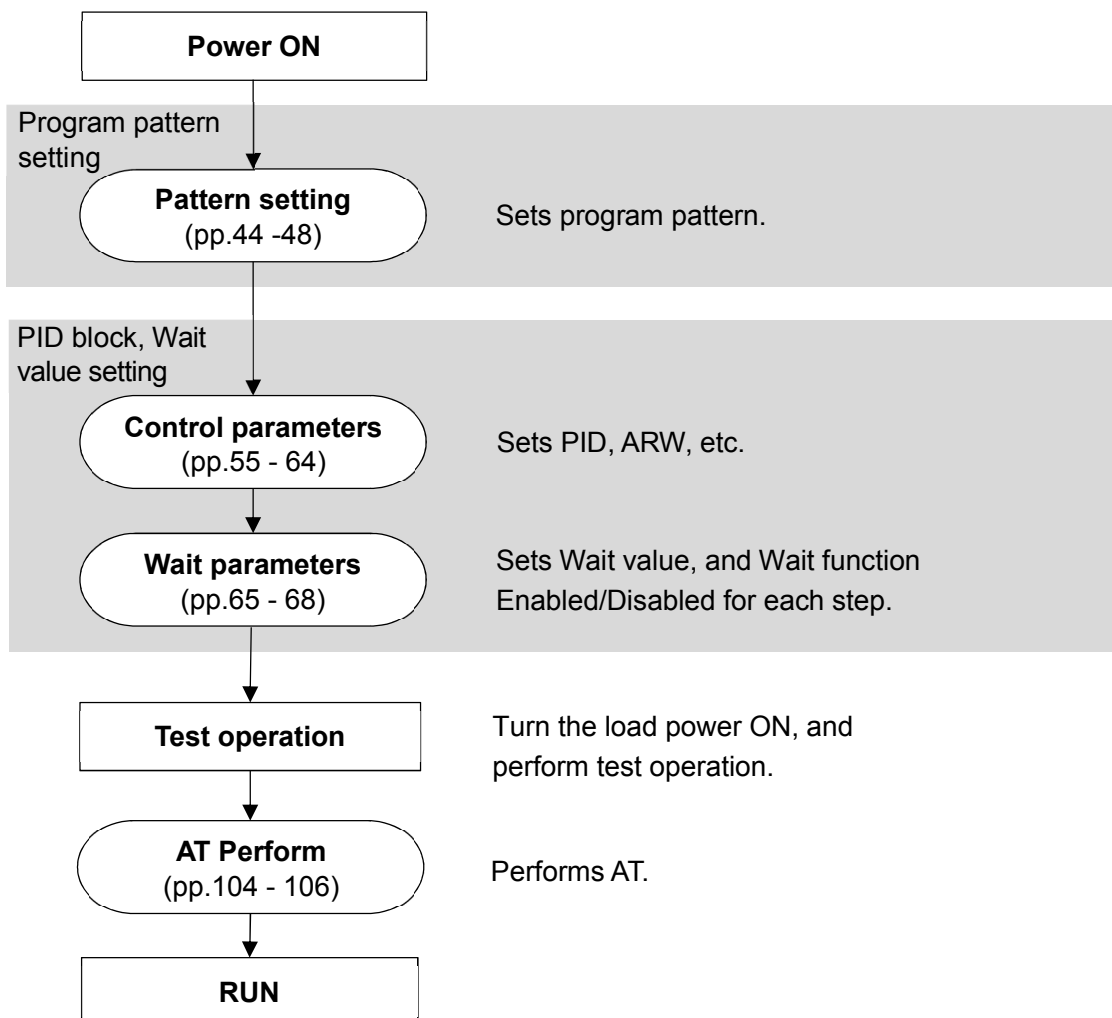 Power ON
Program pattern
setting
Pattern setting
(pp.44 -48)
Sets program pattern.
PID block, Wait
value setting
Control parameters
(pp.55 - 64)
Sets PID, ARW, etc.
Wait parameters
(pp.65 - 68)
Sets Wait value, and Wait function
Enabled/Disabled for each step.
Test operation
Turn the load power ON, and
perform test operation.
AT Perform
(pp.104 - 106)
Performs AT.
RUN